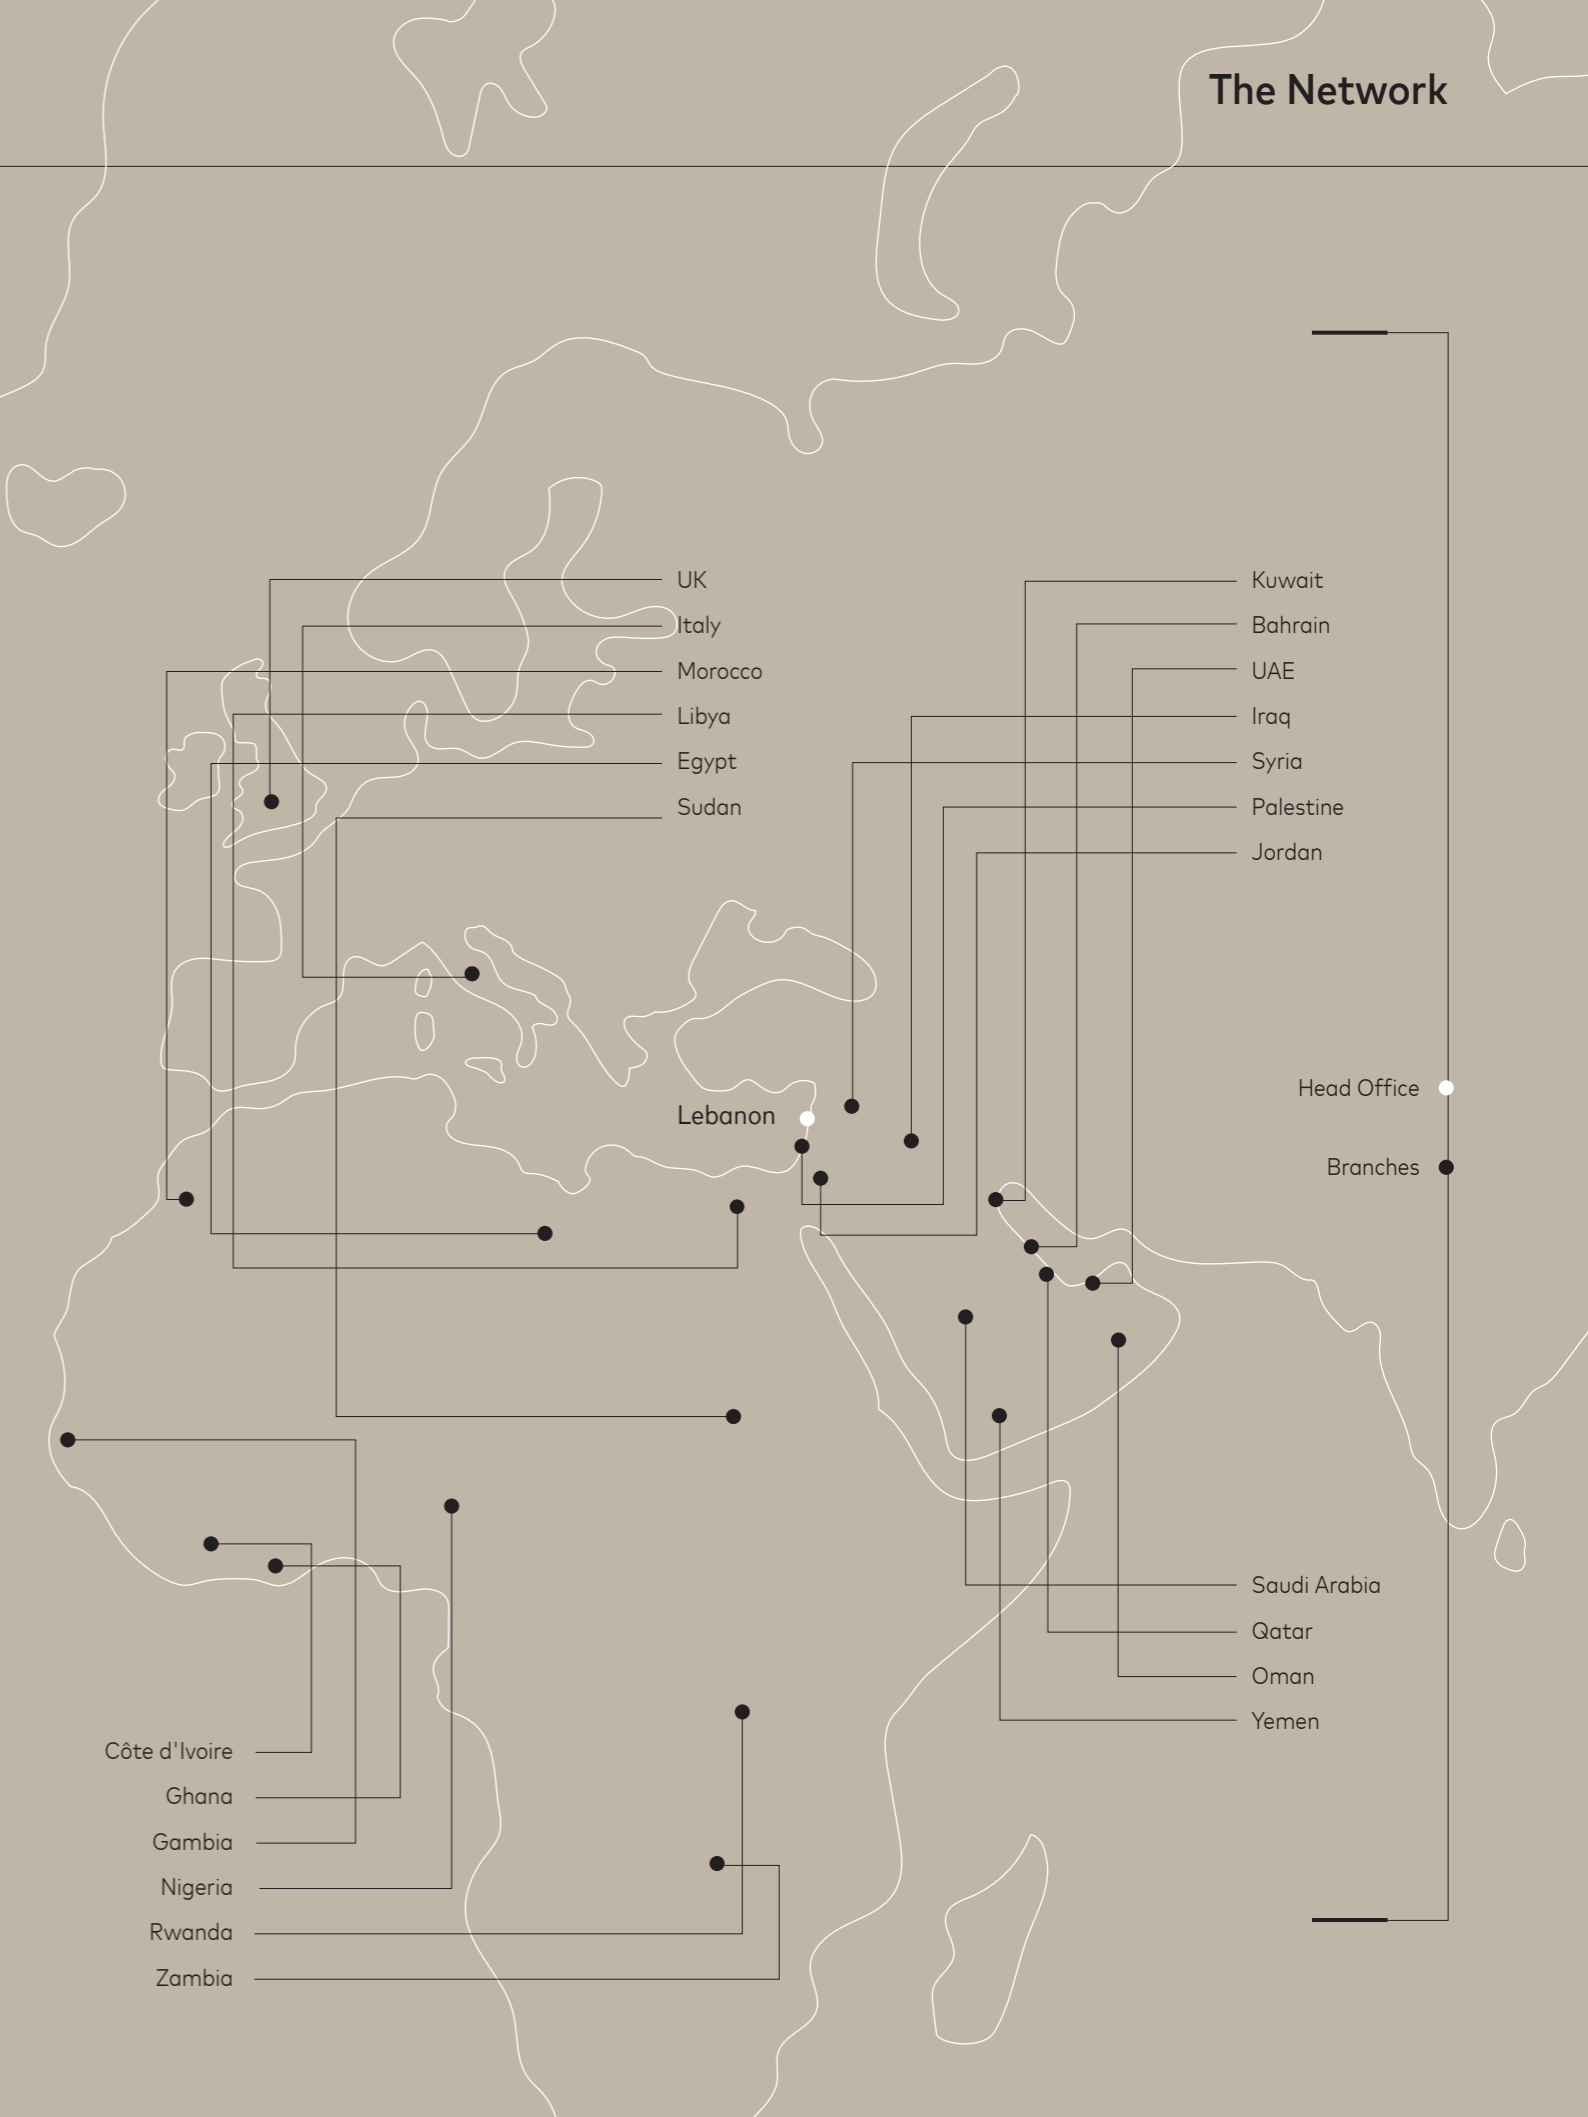 The Network
UK
Italy
Morocco
Libya
Egypt
Sudan
Kuwait
Bahrain
UAE
Iraq
Syria
Palestine
Jordan
Lebanon
Head Office
Branches
Saudi Arabia
Qatar
Oman
Yemen
Côte d'Ivoire
Ghana
Gambia
Nigeria
Rwanda
Zambia